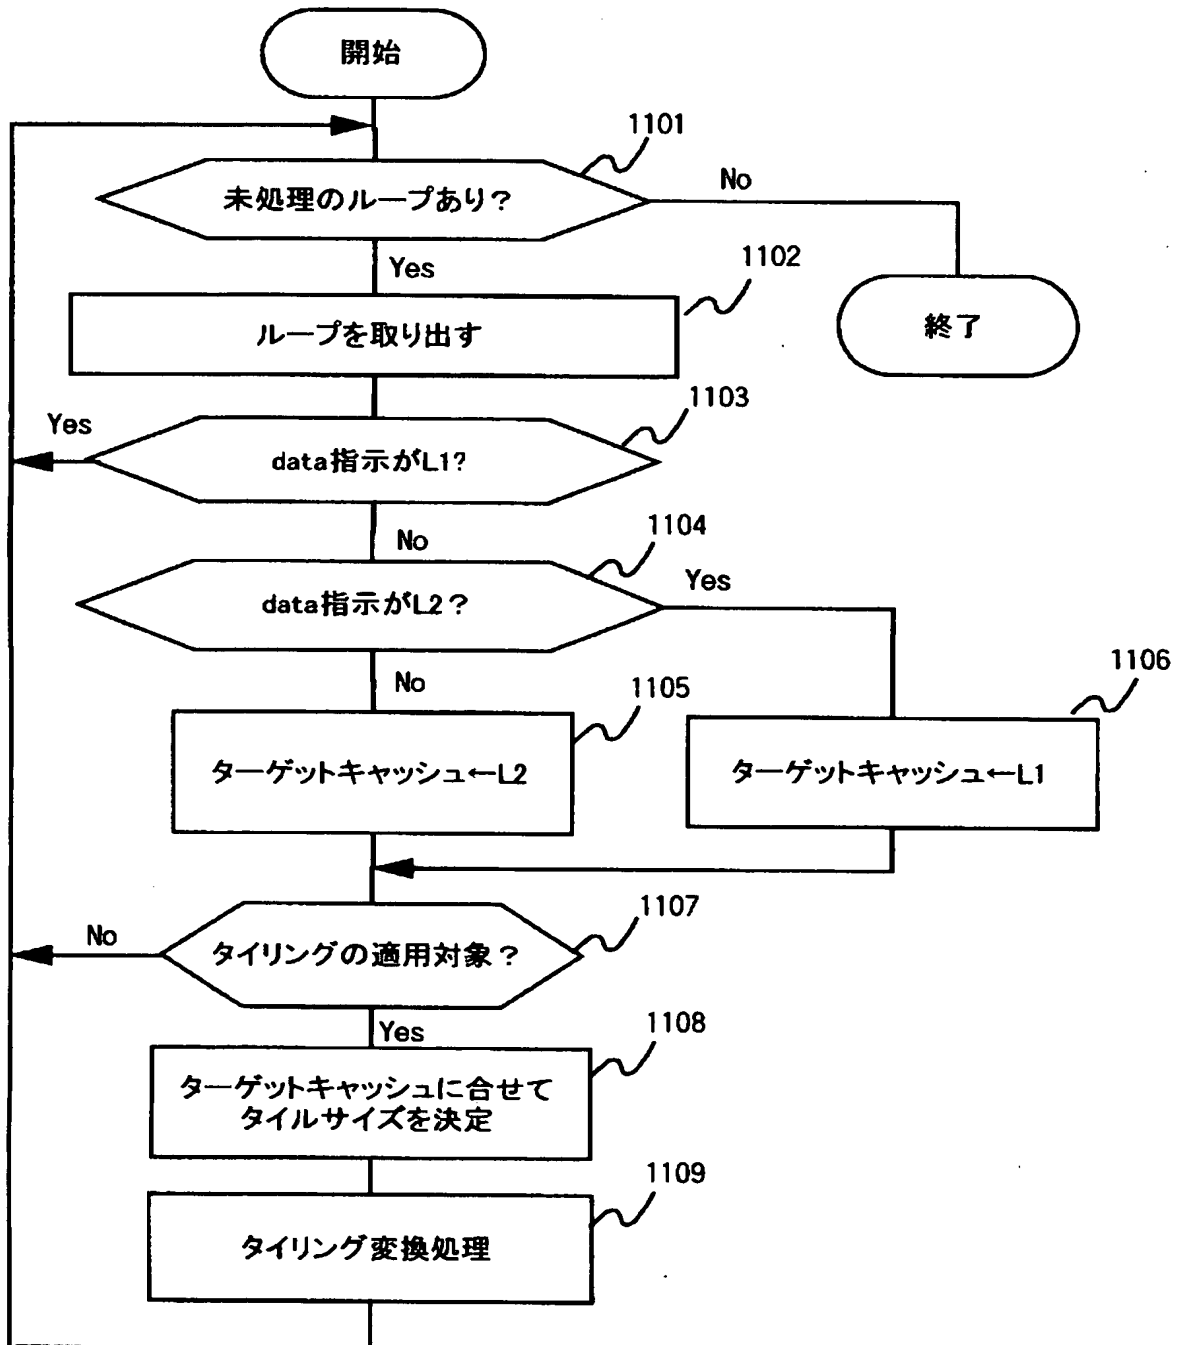 開始
1101
未処理のループあり？
No
Yes
1102
ループを取り出す
終了
1103
Yes
data指示がL1?
No
1104
data指示がL2？
Yes
No
1105
1106
ターゲットキャッシュ←L2
ターゲットキャッシュ←L1
1107
No
タイリングの適用対象？
Yes
1108
ターゲットキャッシュに合せて
タイルサイズを決定
1109
タイリング変換処理